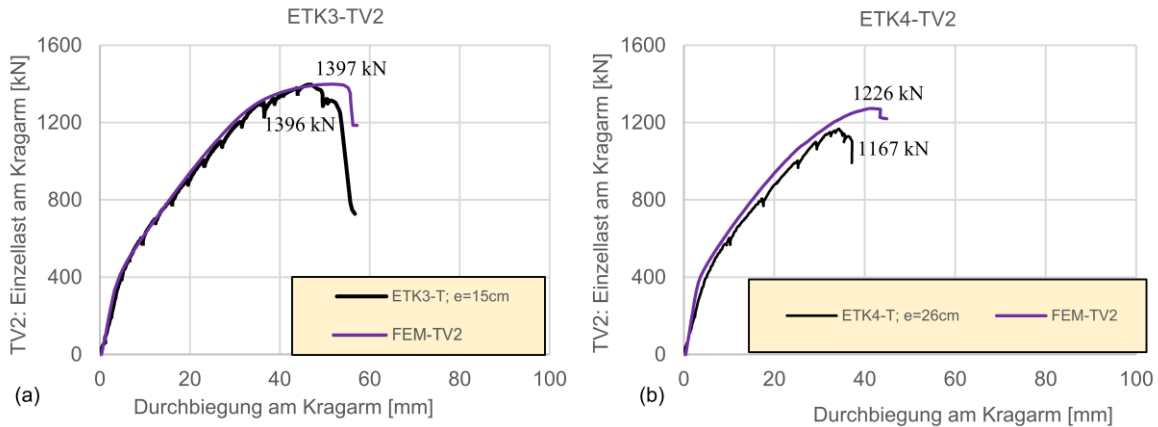 ETK3-TV2
TV2: Einzellast am Kragarm [kN]
1600
1200
800
400
0
1397 kN
1396 kN
ETK3-T; e=15cm
FEM-TV2
0 20 40 60 80 100
(a)
Durchbiegung am Kragarm [mm]
ETK4-TV2
TV2: Einzellast am Kragarm [kN]
1600
1200
800
400
0
1226 kN
1167 kN
ETK4-T; e=26cm FEM-TV2
0 20 40 60 80 100
(b)
Durchbiegung am Kragarm [mm]